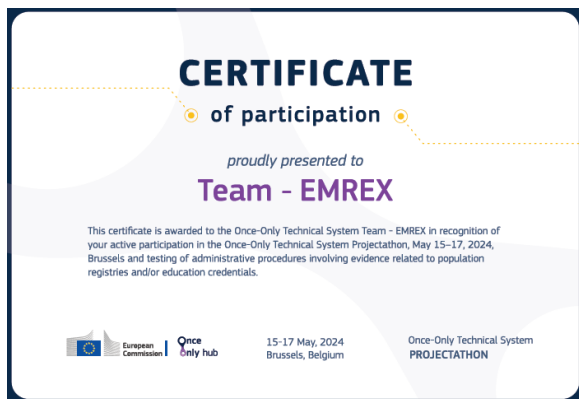 CERTIFICATE
of participation
proudly presented to
Team - EMREX
This certificate is awarded to the Once-Only Technical System Team - EMREX in recognition of
your active participation in the Once-Only Technical System Projectathon, May 15–17, 2024,
Brussels and testing of administrative procedures involving evidence related to population
registries and/or education credentials.
European
Commission
Once
Only hub
15-17 May, 2024
Brussels, Belgium
Once-Only Technical System
PROJECTATHON